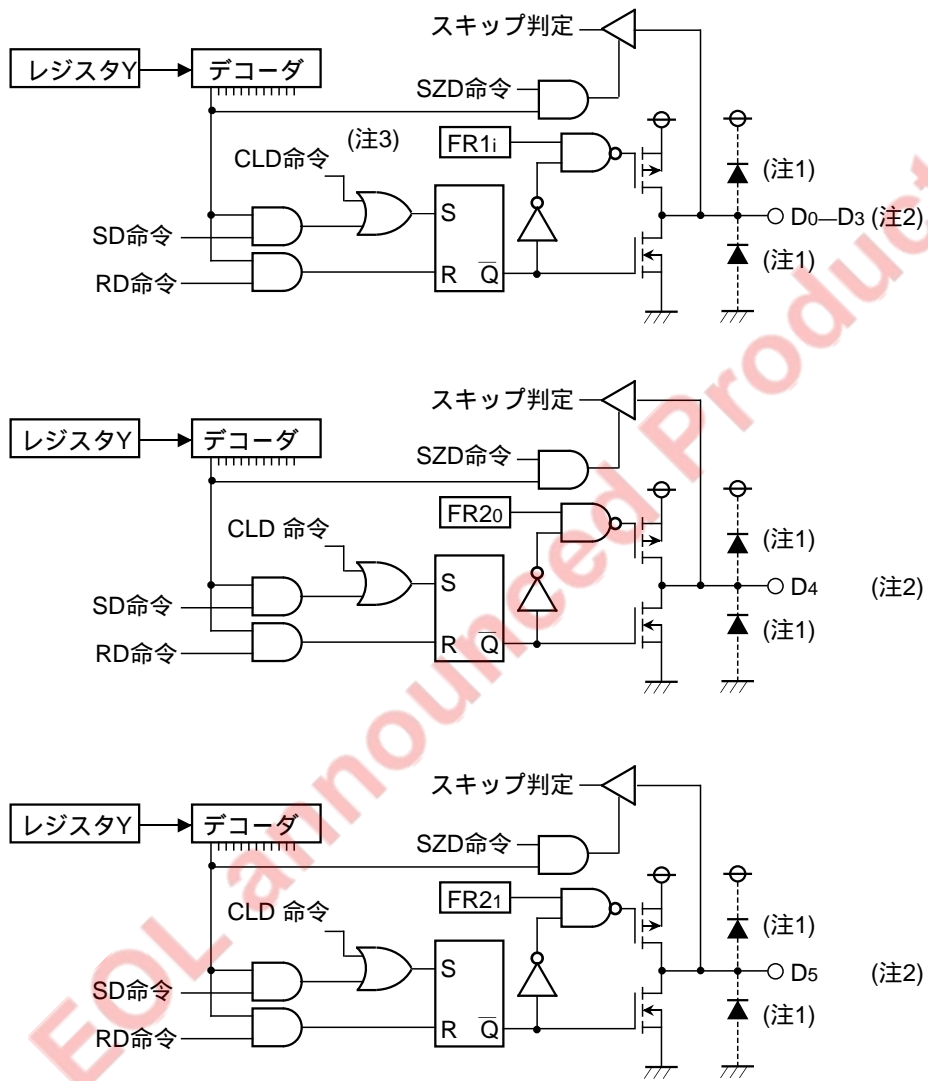 スキップ判定
レジスタY
デコーダ
SZD命令
(注3)
FR1i
CLD命令
(注1)
S
D0—D3 (注2)
SD命令
(注1)
R
Q̅
RD命令
スキップ判定
レジスタY
デコーダ
SZD命令
FR20
CLD 命令
(注1)
S
D4 (注2)
SD命令
(注1)
R
Q̅
RD命令
スキップ判定
レジスタY
デコーダ
SZD命令
FR21
CLD 命令
(注1)
S
D5 (注2)
SD命令
(注1)
R
Q̅
RD命令
EOL announced Product